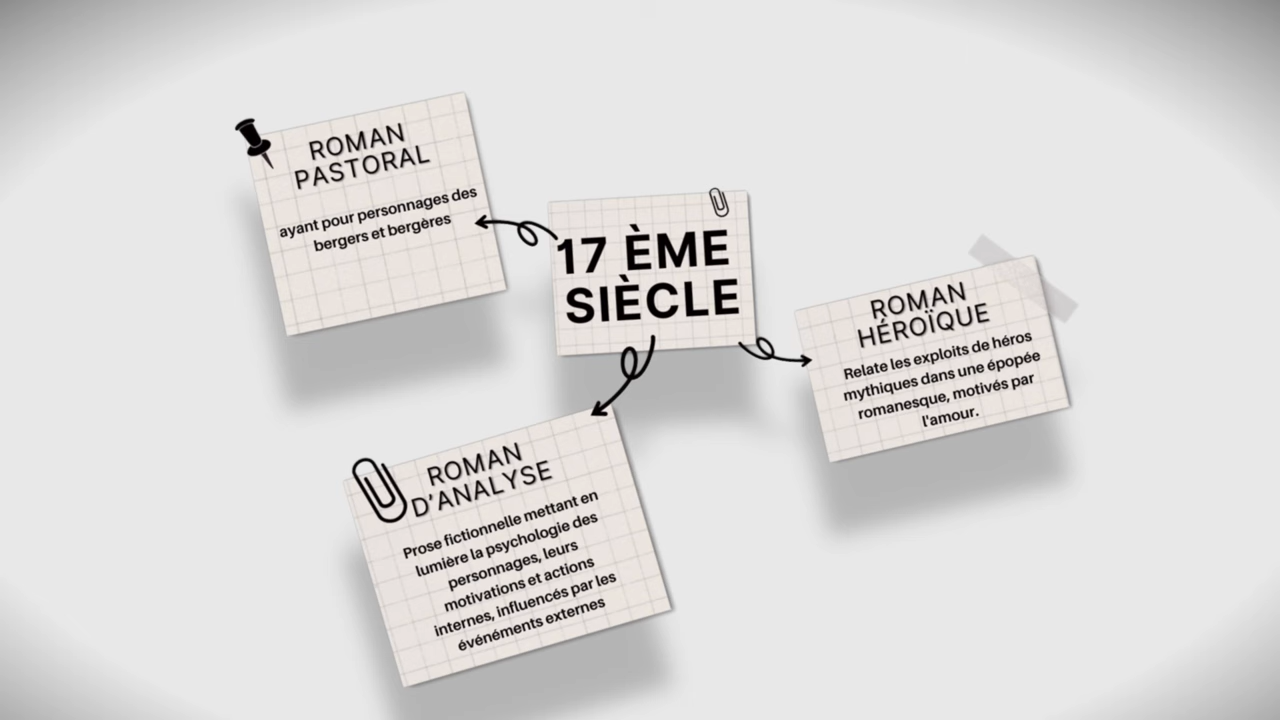 ROMAN
PASTORAL
ayant pour personnages des
bergers et bergères
17 ÈME
SIÈCLE
ROMAN
HÉROÏQUE
Relate les exploits de héros
mythiques dans une épopée
romanesque, motivés par
l'amour.
ROMAN
D'ANALYSE
Prose fictionnelle mettant en
lumière la psychologie des
personnages, leurs
motivations et actions
internes, influencés par les
événéments externes